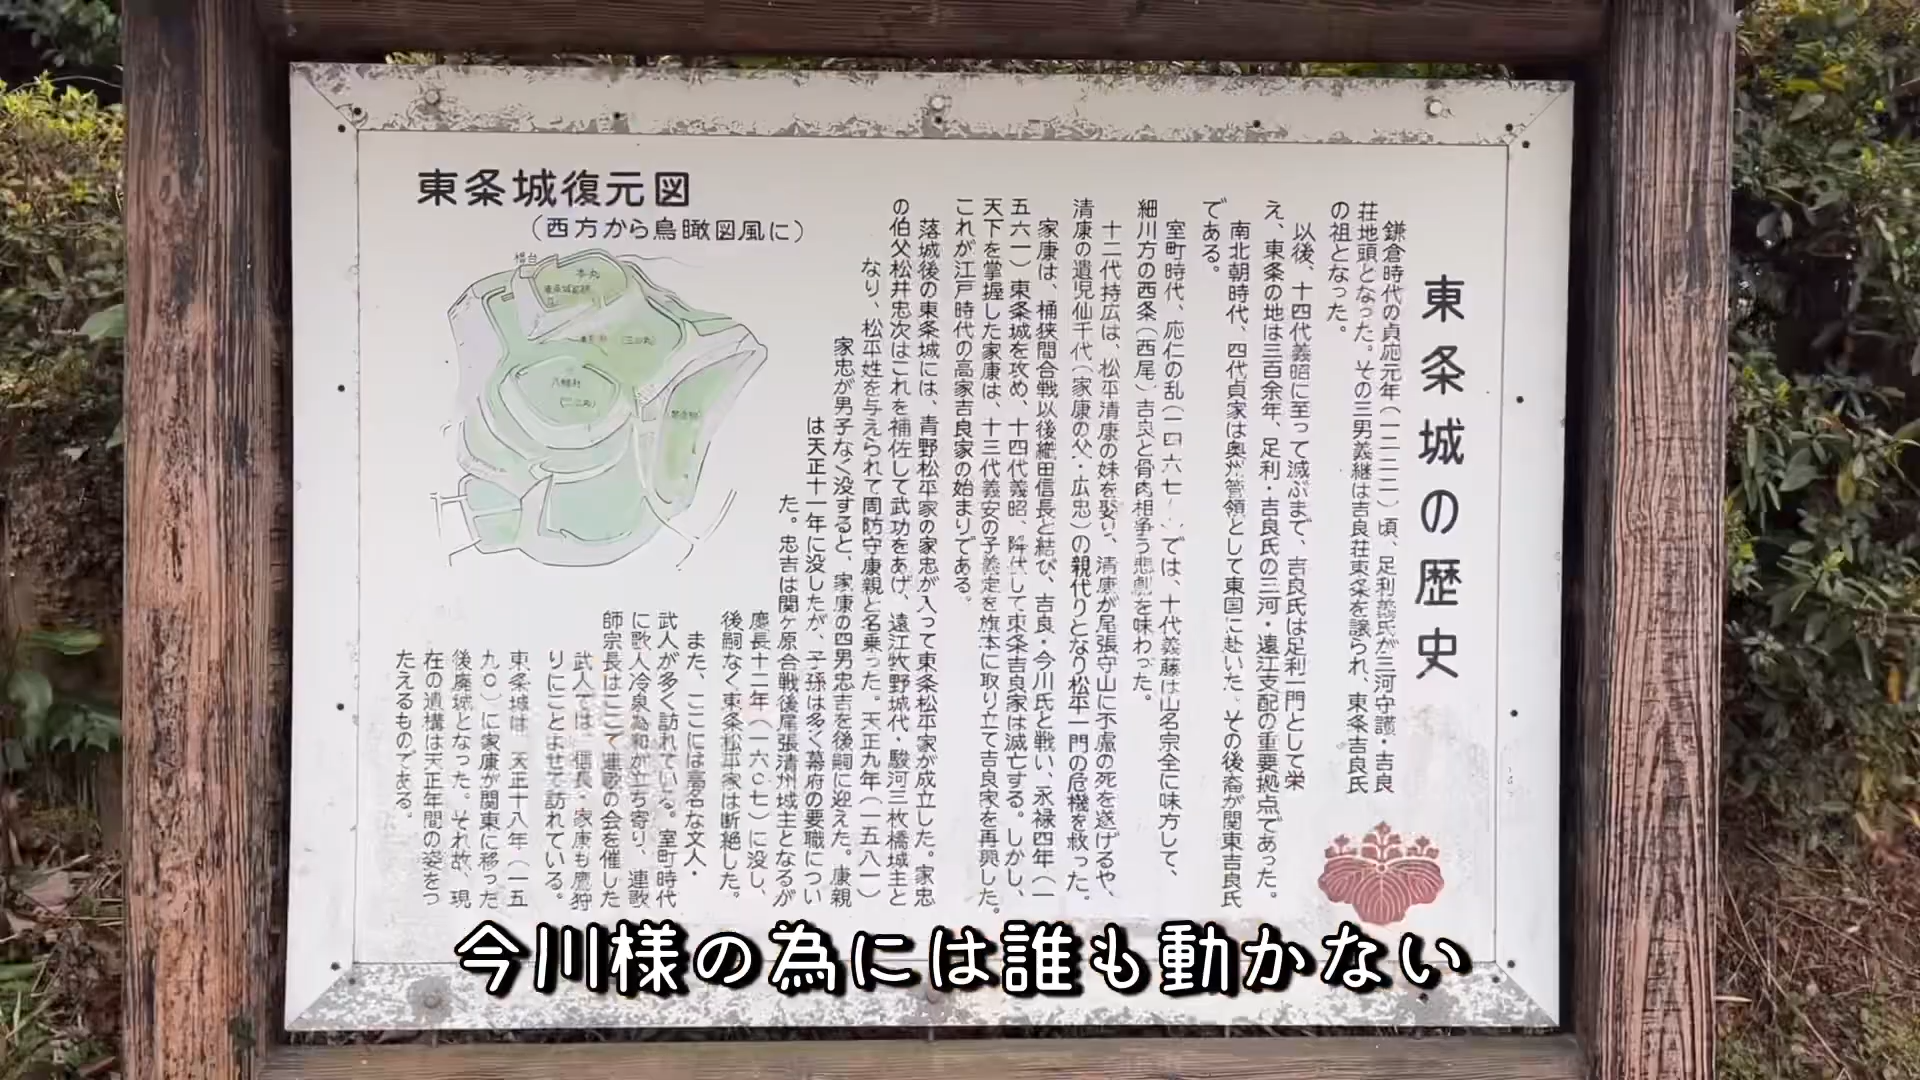 東条城の歴史
鎌倉時代の貞応元年（一二二二）頃、足利義氏が三河守護・吉良
荘地頭となった。その三男義継は吉良荘東条を譲られ、東条吉良氏
の祖となった。
以後、十四代義昭に至って滅ぶまで、吉良氏は足利一門として栄
え、東条の地は三百余年、足利・吉良氏の三河・遠江支配の重要拠点であった。
南北朝時代、四代貞家は奥州管領として東国に赴いた。その後裔が関東吉良氏
である。
室町時代、応仁の乱（一四六七）では、十代義藤は山名宗全に味方して、
細川方の西条（西尾）吉良と骨肉相争う悲劇を味わった。
十二代持広は、松平清康の妹を娶い、清康が尾張守山に不慮の死を遂げるや、
清康の遺児仙千代（家康の父・広忠）の親代りとなり松平一門の危機を救った。
家康は、桶狭間合戦以後織田信長と結び、吉良・今川氏と戦い、永禄四年（一
五六一）東条城を攻め、十四代義昭、降伏して東条吉良家は滅亡する。しかし、
天下を掌握した家康は、十三代義安の子義定を旗本に取り立て吉良家を再興した。
これが江戸時代の高家吉良家の始まりである。
落城後の東条城には、青野松平家の家忠が入って東条松平家が成立した。家忠
の伯父松井忠次はこれを補佐して武功をあげ、遠江牧野城代・駿河三枚橋城主と
なり、松平姓を与えられて周防守康親と名乗った。天正九年（一五八一）
家忠が男子なく没すると、家康の四男忠吉を後嗣に迎えた。康親
は天正十一年に没したが、子孫は多く幕府の要職につい
た。忠吉は関ヶ原合戦後尾張清州城主となるが
慶長十二年（一六〇七）に没し、
後嗣なく東条松平家は断絶した。
また、ここには高名な文人・
武人が多く訪れている。室町時代
に歌人冷泉為和が立ち寄り、連歌
師宗長はここで連歌の会を催した
武人では、信長・家康も鷹狩
りにことよせて訪れている。
東条城は、天正十八年（一五
九〇）に家康が関東に移った
後廃城となった。それ故、現
在の遺構は天正年間の姿をつ
たえるものである。
東条城復元図
（西方から鳥瞰図風に）
本丸
八幡社
（二の丸）
（三の丸）
今川様の為には誰も動かない